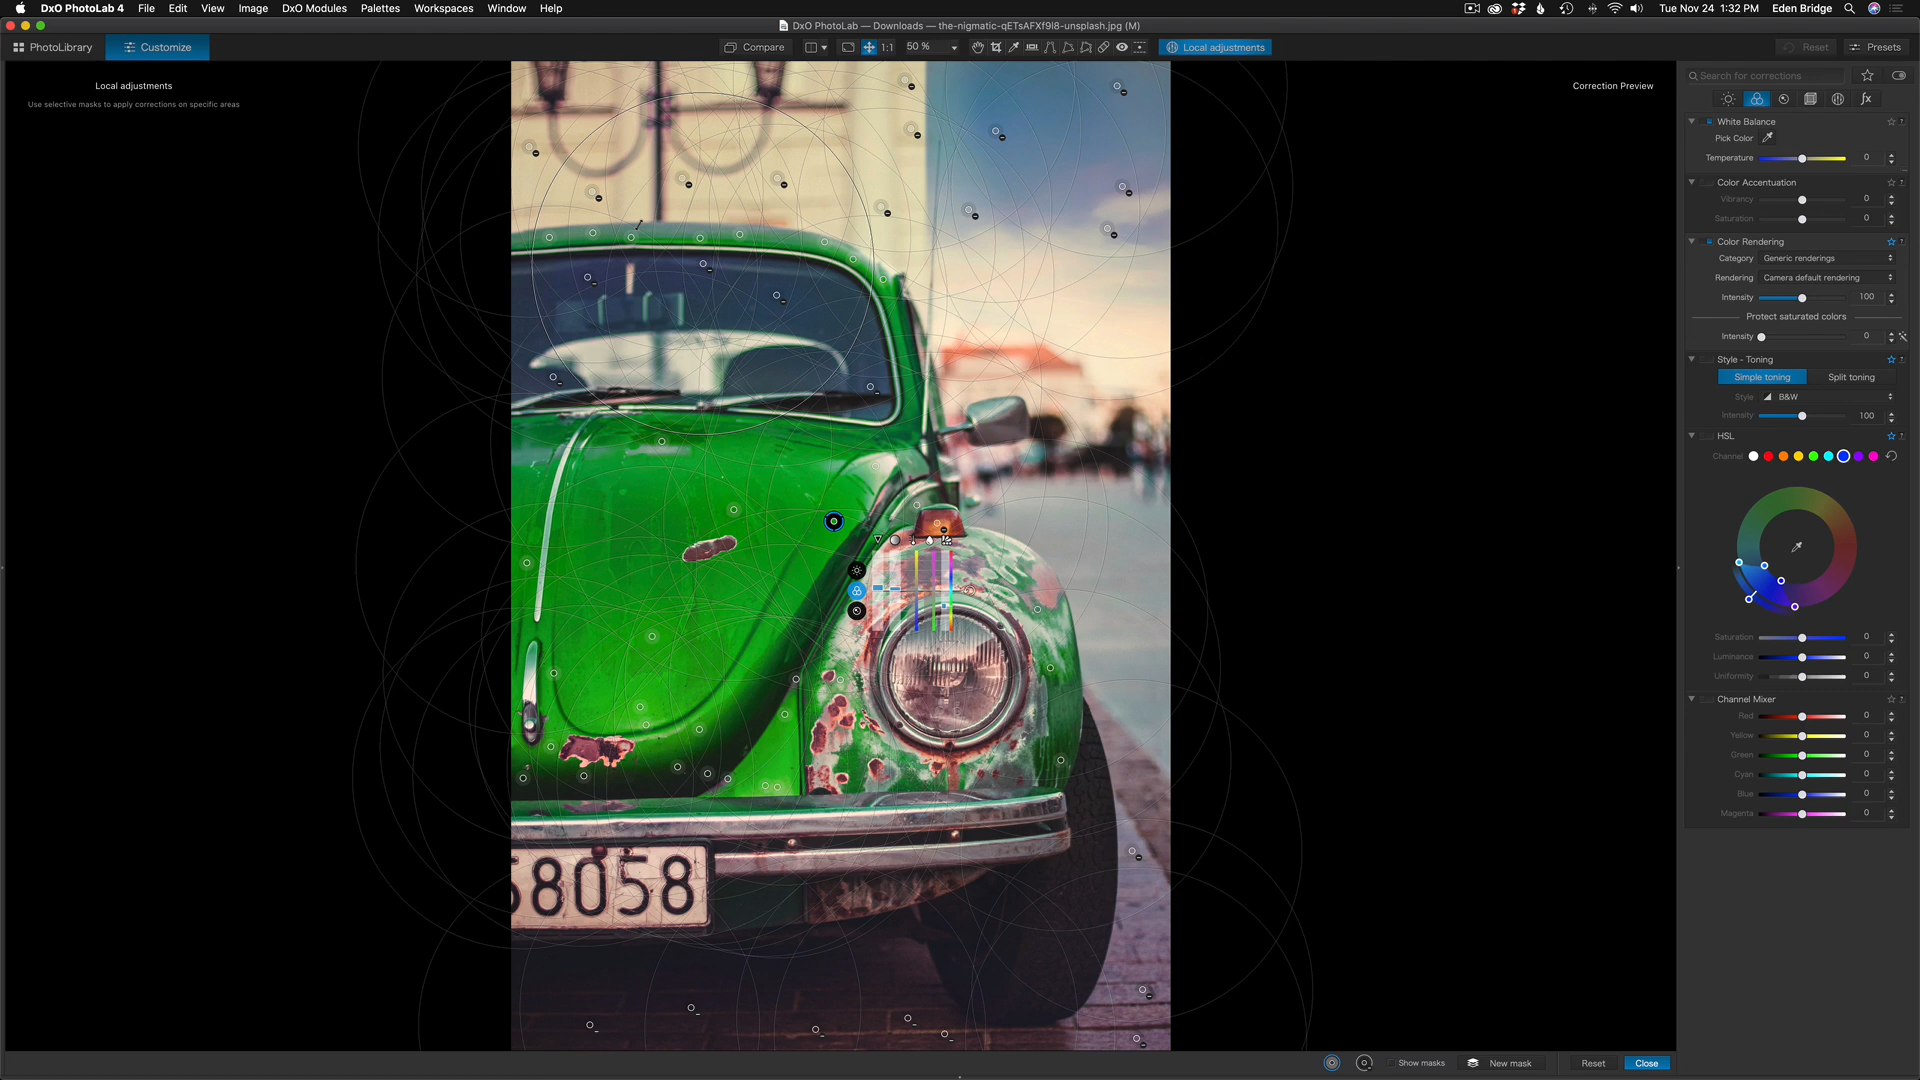 DxO PhotoLab 4 File Edit View Image DxO Modules Palettes Workspaces Window Help Tue Nov 24 1:32 PM Eden Bridge
DxO PhotoLab — Downloads — the-nigmatic-qETsAFXf9l8-unsplash.jpg (M)
PhotoLibrary Customize Compare 1:1 50 % Local adjustments Reset Presets
Local adjustments
Use selective masks to apply corrections on specific areas
Correction Preview
Search for corrections
fx
White Balance
Pick Color
Temperature 0
Color Accentuation
Vibrancy 0
Saturation 0
Color Rendering
Category Generic renderings
Rendering Camera default rendering
Intensity 100
Protect saturated colors
Intensity 0
Style - Toning
Simple toning Split toning
Style B&W
Intensity 100
HSL
Channel
Saturation 0
Luminance 0
Uniformity 0
Channel Mixer
Red 0
Yellow 0
Green 0
Cyan 0
Blue 0
Magenta 0
58058
Show masks New mask Reset Close